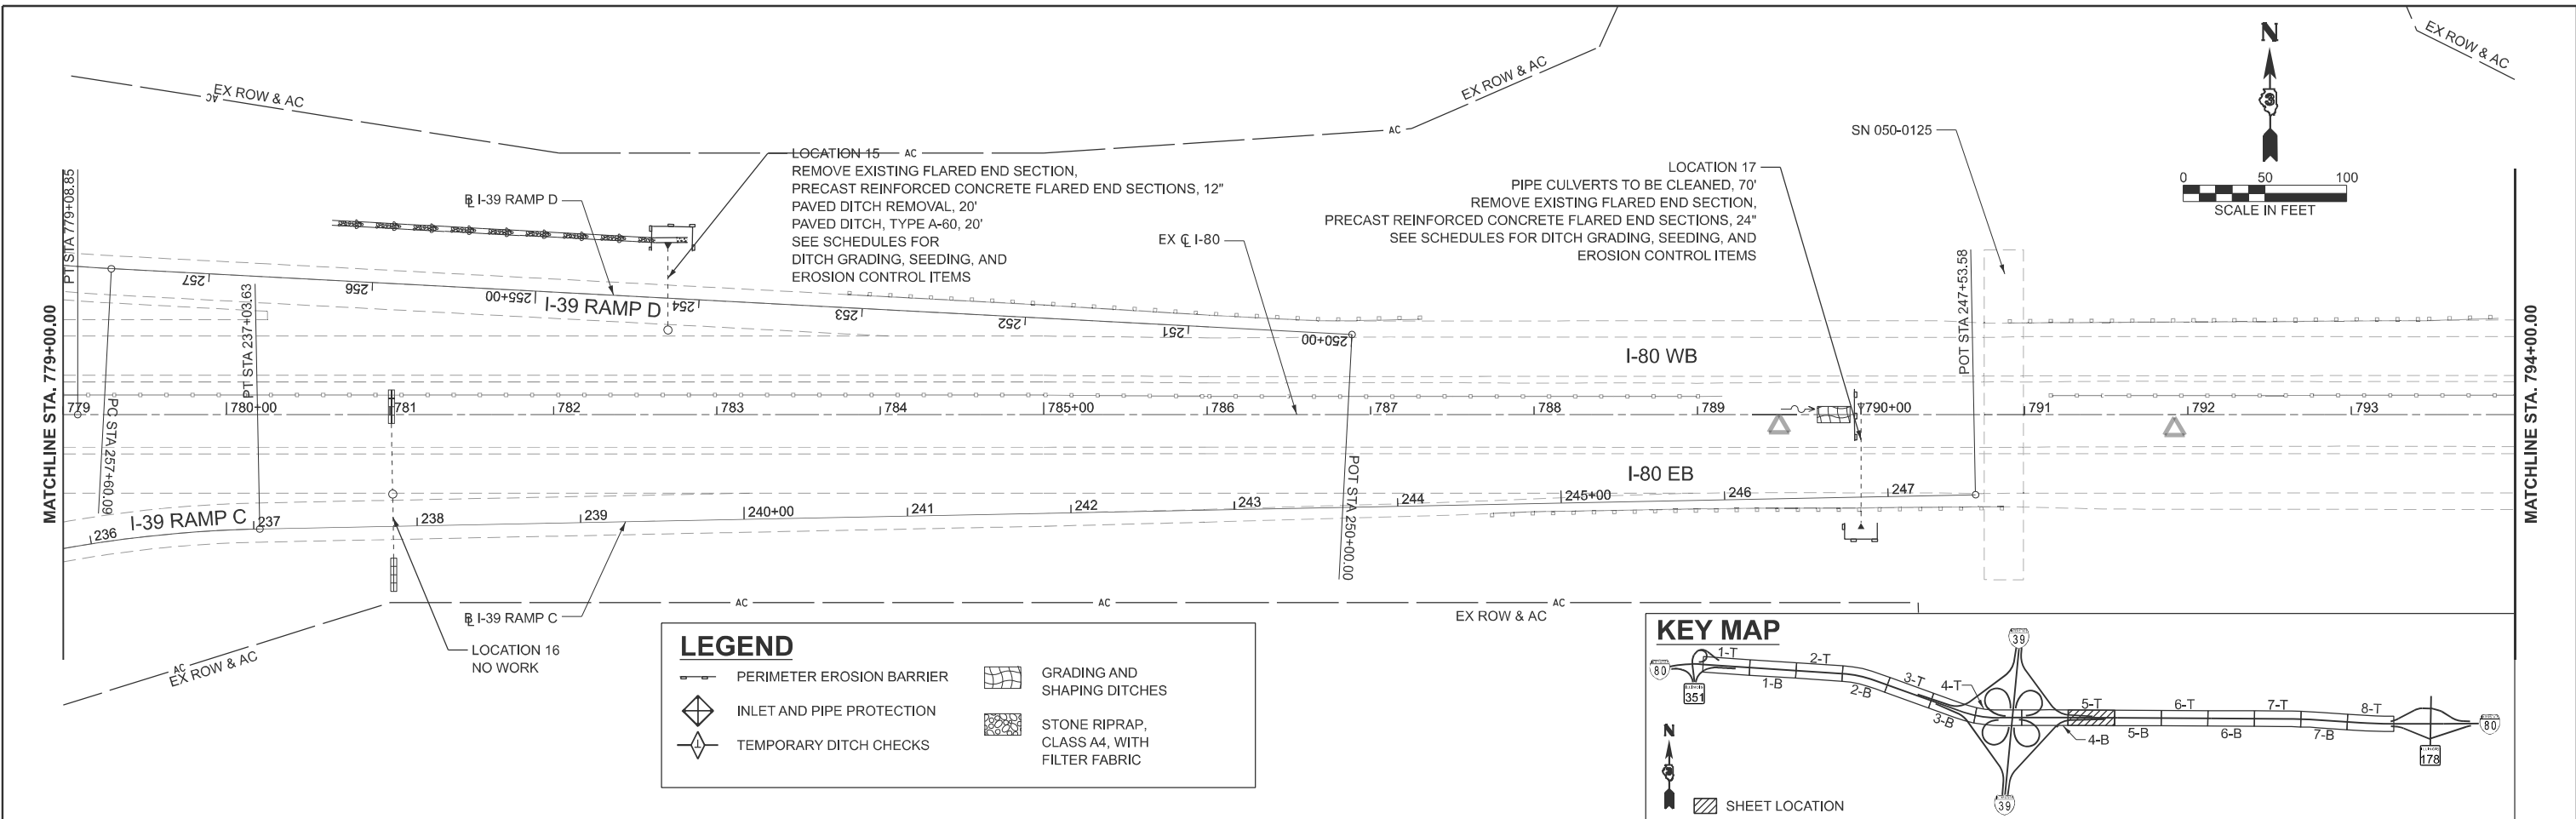 EX ROW & AC
AC
EX ROW & AC
AC
EX ROW & AC
AC
N
3
0 50 100
SCALE IN FEET
SN 050-0125
LOCATION 15
REMOVE EXISTING FLARED END SECTION,
PRECAST REINFORCED CONCRETE FLARED END SECTIONS, 12"
PAVED DITCH REMOVAL, 20'
PAVED DITCH, TYPE A-60, 20'
SEE SCHEDULES FOR
DITCH GRADING, SEEDING, AND
EROSION CONTROL ITEMS
LOCATION 17
PIPE CULVERTS TO BE CLEANED, 70'
REMOVE EXISTING FLARED END SECTION,
PRECAST REINFORCED CONCRETE FLARED END SECTIONS, 24"
SEE SCHEDULES FOR DITCH GRADING, SEEDING, AND
EROSION CONTROL ITEMS
PT STA 779+08.85
BL I-39 RAMP D
EX CL I-80
MATCHLINE STA. 779+00.00
PC STA 257+60.09
PT STA 237+03.63
257 256 255+00 254 253 252 251 250+00
I-39 RAMP D
I-80 WB
POT STA 247+53.58
MATCHLINE STA. 794+00.00
779 780+00 781 782 783 784 785+00 786 787 788 789 790+00 791 792 793
I-80 EB
POT STA 250+00.00
I-39 RAMP C
236 237 238 239 240+00 241 242 243 244 245+00 246 247
BL I-39 RAMP C
LOCATION 16
NO WORK
AC
EX ROW & AC
AC
AC
AC
EX ROW & AC
LEGEND
PERIMETER EROSION BARRIER
INLET AND PIPE PROTECTION
TEMPORARY DITCH CHECKS
GRADING AND
SHAPING DITCHES
STONE RIPRAP,
CLASS A4, WITH
FILTER FABRIC
KEY MAP
80
351
1-T
1-B
2-T
2-B
3-T
3-B
4-T
4-B
39
39
5-T
5-B
6-T
6-B
7-T
7-B
8-T
80
178
N
SHEET LOCATION